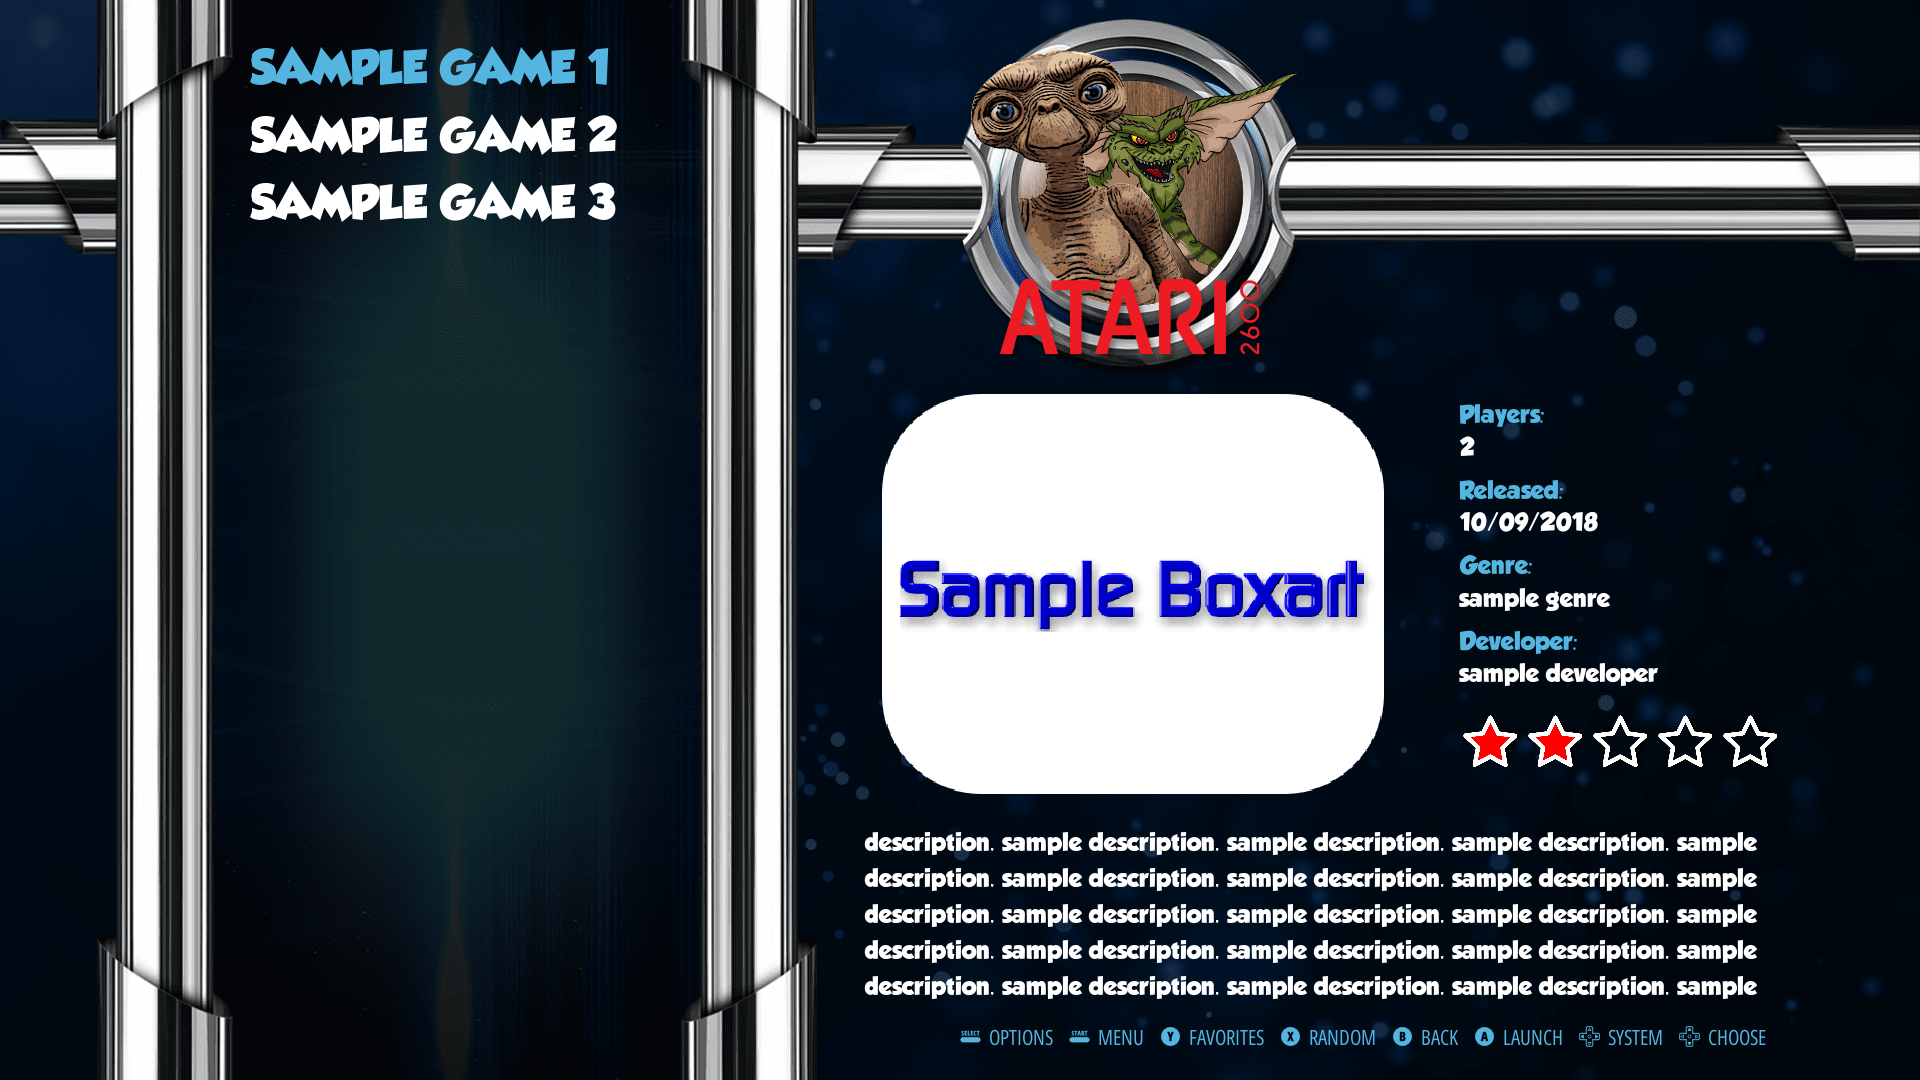 SAMPLE GAME 1
SAMPLE GAME 2
SAMPLE GAME 3
ATARI 2600
Sample Boxart
Players:
2
Released:
10/09/2018
Genre:
sample genre
Developer:
sample developer
description. sample description. sample description. sample description. sample
description. sample description. sample description. sample description. sample
description. sample description. sample description. sample description. sample
description. sample description. sample description. sample description. sample
description. sample description. sample description. sample description. sample
SELECT OPTIONS START MENU Y FAVORITES X RANDOM B BACK A LAUNCH SYSTEM CHOOSE